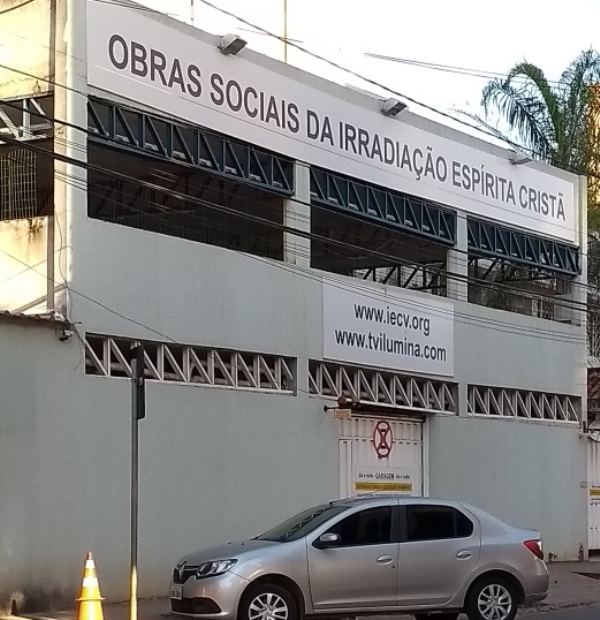 OBRAS SOCIAIS DA IRRADIAÇÃO ESPÍRITA CRISTÃ
www.iecv.org
www.tvilumina.com
GARAGEM